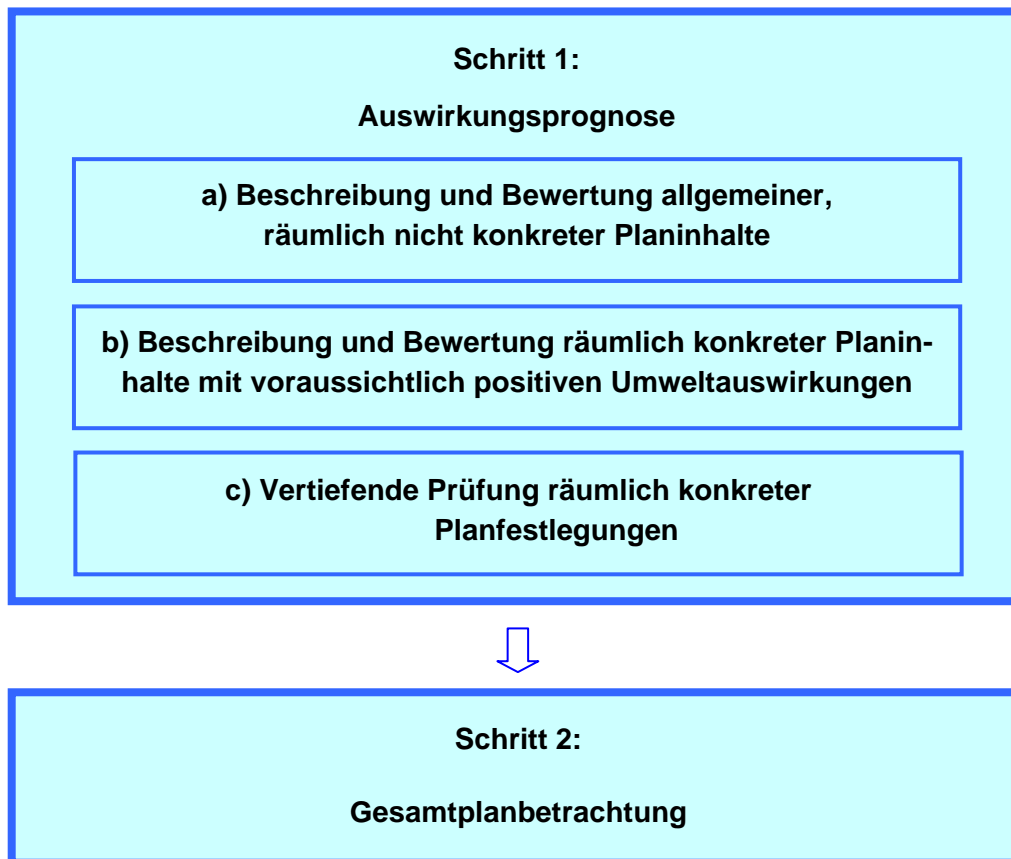 Schritt 1:
Auswirkungsprognose
a) Beschreibung und Bewertung allgemeiner,
räumlich nicht konkreter Planinhalte
b) Beschreibung und Bewertung räumlich konkreter Planin-
halte mit voraussichtlich positiven Umweltauswirkungen
c) Vertiefende Prüfung räumlich konkreter
Planfestlegungen
Schritt 2:
Gesamtplanbetrachtung